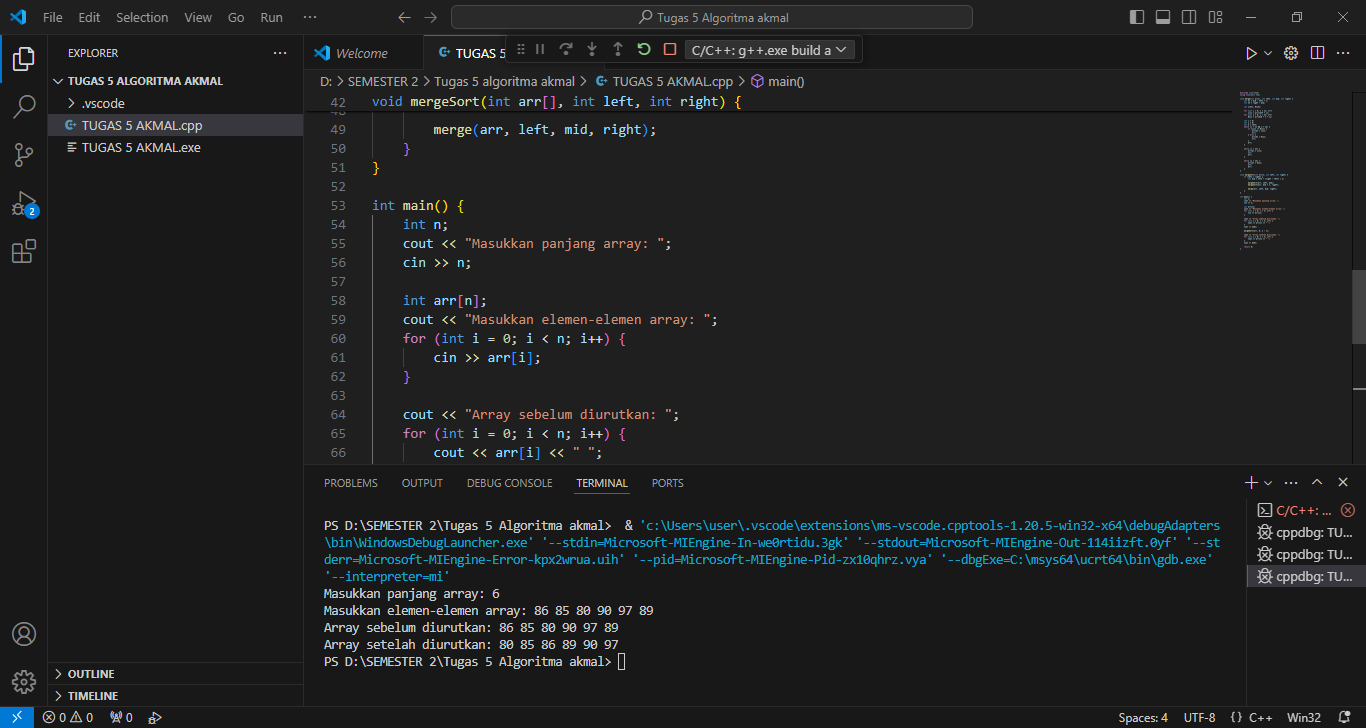 File Edit Selection View Go Run ··· Tugas 5 Algoritma akmal
EXPLORER ···
TUGAS 5 ALGORITMA AKMAL
.vscode
TUGAS 5 AKMAL.cpp
TUGAS 5 AKMAL.exe
2
OUTLINE
TIMELINE
Welcome TUGAS 5 C/C++: g++.exe build a
D: > SEMESTER 2 > Tugas 5 algoritma akmal > TUGAS 5 AKMAL.cpp > main()
42 void mergeSort(int arr[], int left, int right) {
49 merge(arr, left, mid, right);
50 }
51 }
52
53 int main() {
54 int n;
55 cout << "Masukkan panjang array: ";
56 cin >> n;
57
58 int arr[n];
59 cout << "Masukkan elemen-elemen array: ";
60 for (int i = 0; i < n; i++) {
61 cin >> arr[i];
62 }
63
64 cout << "Array sebelum diurutkan: ";
65 for (int i = 0; i < n; i++) {
66 cout << arr[i] << " ";
PROBLEMS OUTPUT DEBUG CONSOLE TERMINAL PORTS
PS D:\SEMESTER 2\Tugas 5 Algoritma akmal> & 'c:\Users\user\.vscode\extensions\ms-vscode.cpptools-1.20.5-win32-x64\debugAdapters
\bin\WindowsDebugLauncher.exe' '--stdin=Microsoft-MIEngine-In-we0rtidu.3gk' '--stdout=Microsoft-MIEngine-Out-114iizft.0yf' '--st
derr=Microsoft-MIEngine-Error-kpx2wrua.uih' '--pid=Microsoft-MIEngine-Pid-zx10qhrz.vya' '--dbgExe=C:\msys64\ucrt64\bin\gdb.exe'
'--interpreter=mi'
Masukkan panjang array: 6
Masukkan elemen-elemen array: 86 85 80 90 97 89
Array sebelum diurutkan: 86 85 80 90 97 89
Array setelah diurutkan: 80 85 86 89 90 97
PS D:\SEMESTER 2\Tugas 5 Algoritma akmal>
C/C++: ...
cppdbg: TU...
cppdbg: TU...
cppdbg: TU...
0 0 0 Spaces: 4 UTF-8 {} C++ Win32